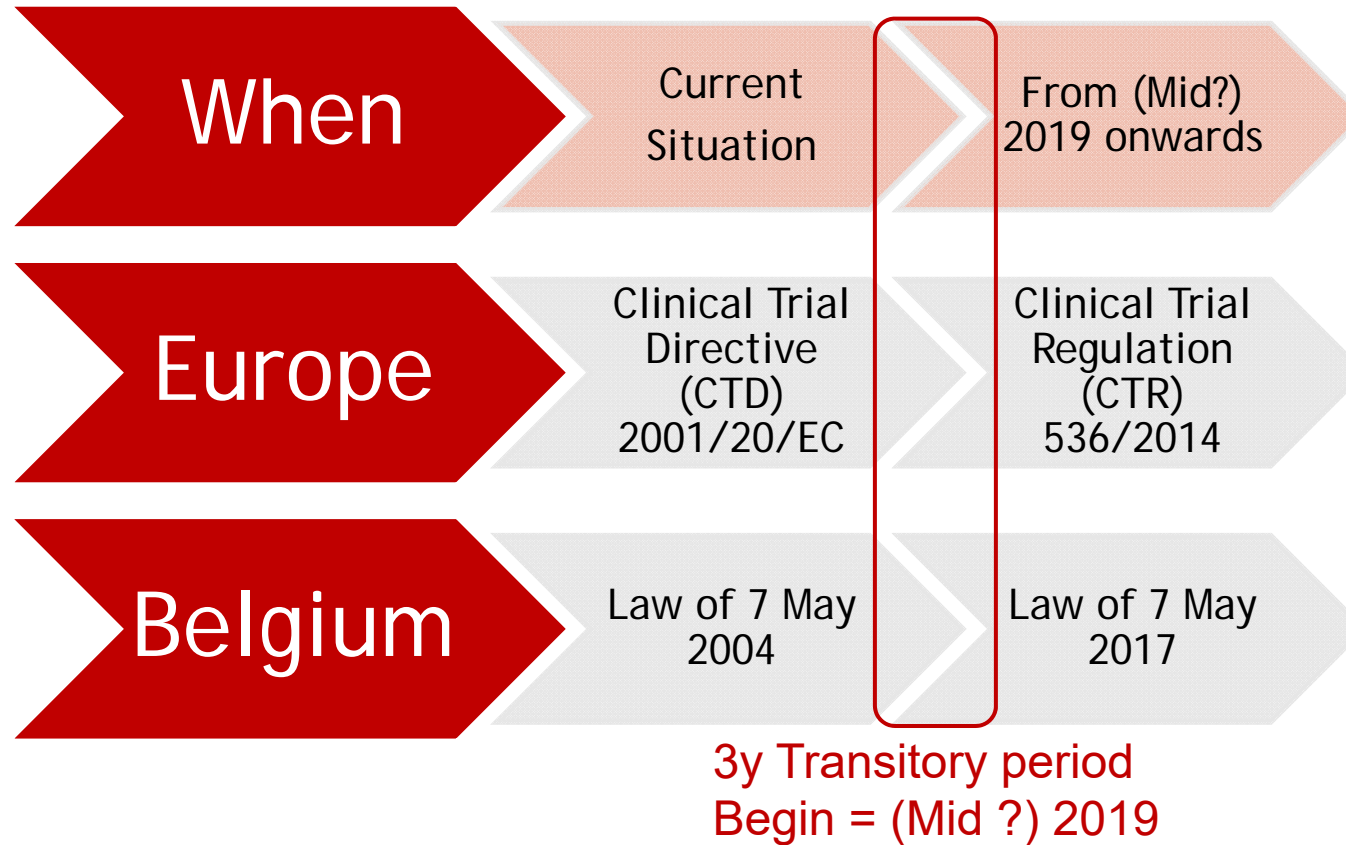 When
Current
Situation
From (Mid?)
2019 onwards
Europe
Clinical Trial
Directive
(CTD)
2001/20/EC
Clinical Trial
Regulation
(CTR)
536/2014
Belgium
Law of 7 May
2004
Law of 7 May
2017
3y Transitory period
Begin = (Mid ?) 2019